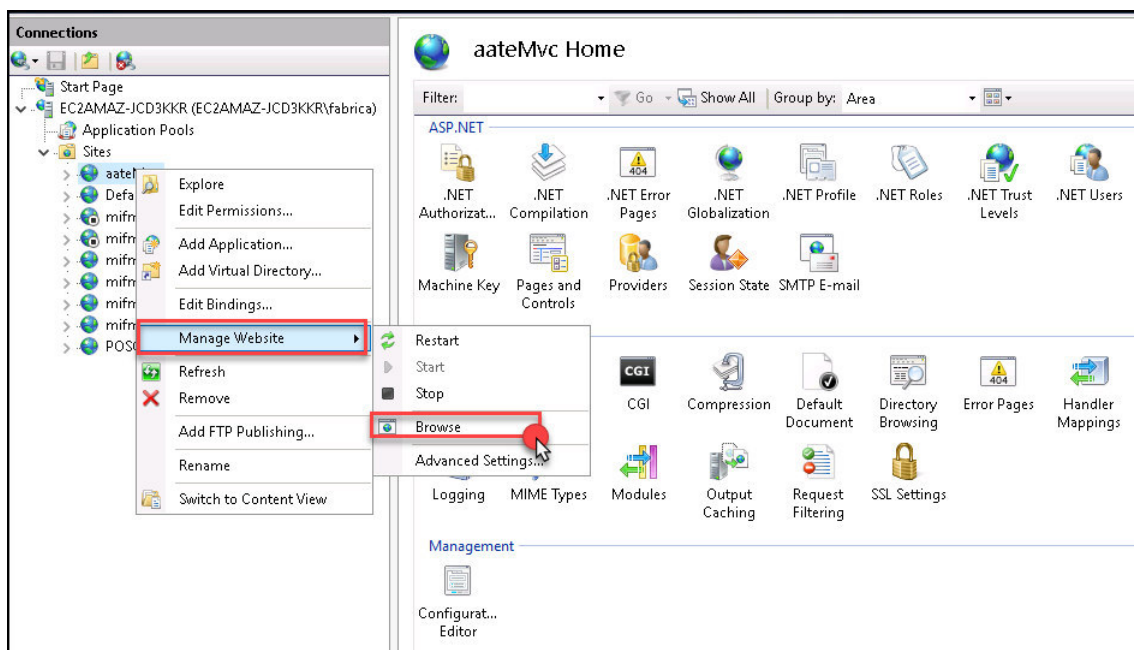 Connections
Start Page
EC2AMAZ-JCD3KKR (EC2AMAZ-JCD3KKR\fabrica)
Application Pools
Sites
Explore
Edit Permissions...
Add Application...
Add Virtual Directory...
Edit Bindings...
Manage Website
Refresh
Remove
Add FTP Publishing...
Rename
Switch to Content View
Restart
Start
Stop
Browse
Advanced Settings...
aateMvc Home
Filter:
Go
Show All
Group by: Area
ASP.NET
.NET Authorizat...
.NET Compilation
.NET Error Pages
.NET Globalization
.NET Profile
.NET Roles
.NET Trust Levels
.NET Users
Machine Key
Pages and Controls
Providers
Session State
SMTP E-mail
CGI
CGI
Compression
Default Document
Directory Browsing
Error Pages
Handler Mappings
Logging
MIME Types
Modules
Output Caching
Request Filtering
SSL Settings
Management
Configurat... Editor